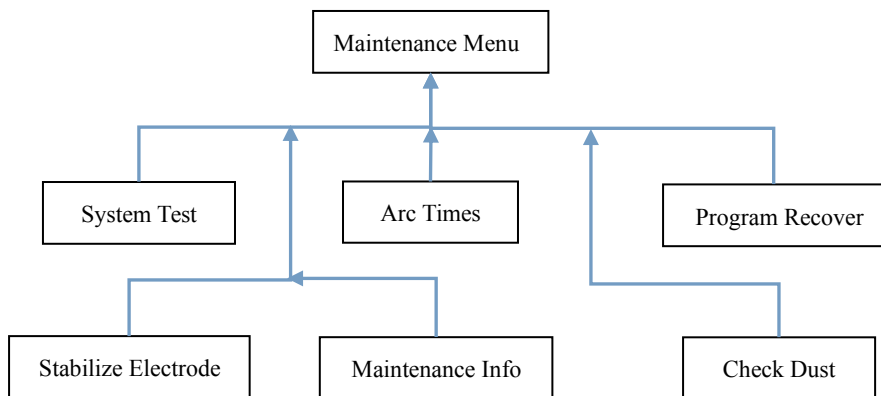 Maintenance Menu
System Test
Arc Times
Program Recover
Stabilize Electrode
Maintenance Info
Check Dust